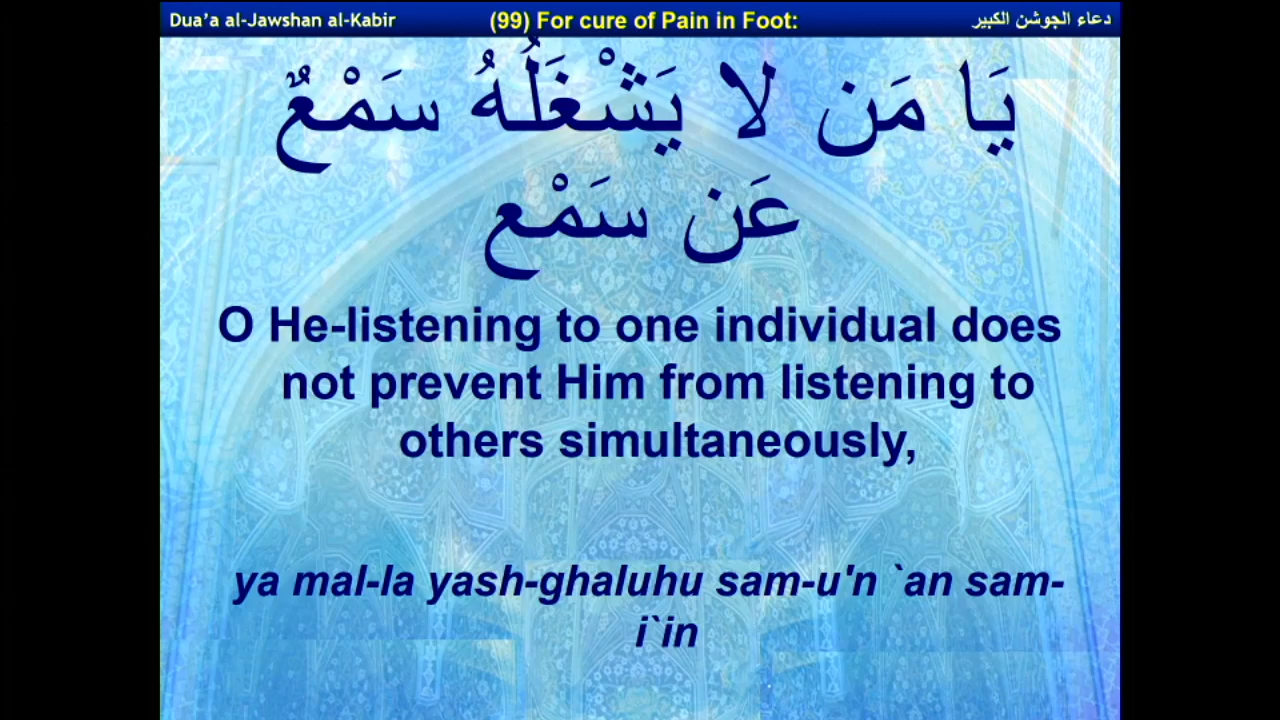 Dua’a al-Jawshan al-Kabir (99) For cure of Pain in Foot: دعاء الجوشن الكبير
يَا مَن لا يَشْغَلُهُ سَمْعٌ
عَن سَمْع
O He-listening to one individual does
not prevent Him from listening to
others simultaneously,
ya mal-la yash-ghaluhu sam-u'n `an sam-
i`in